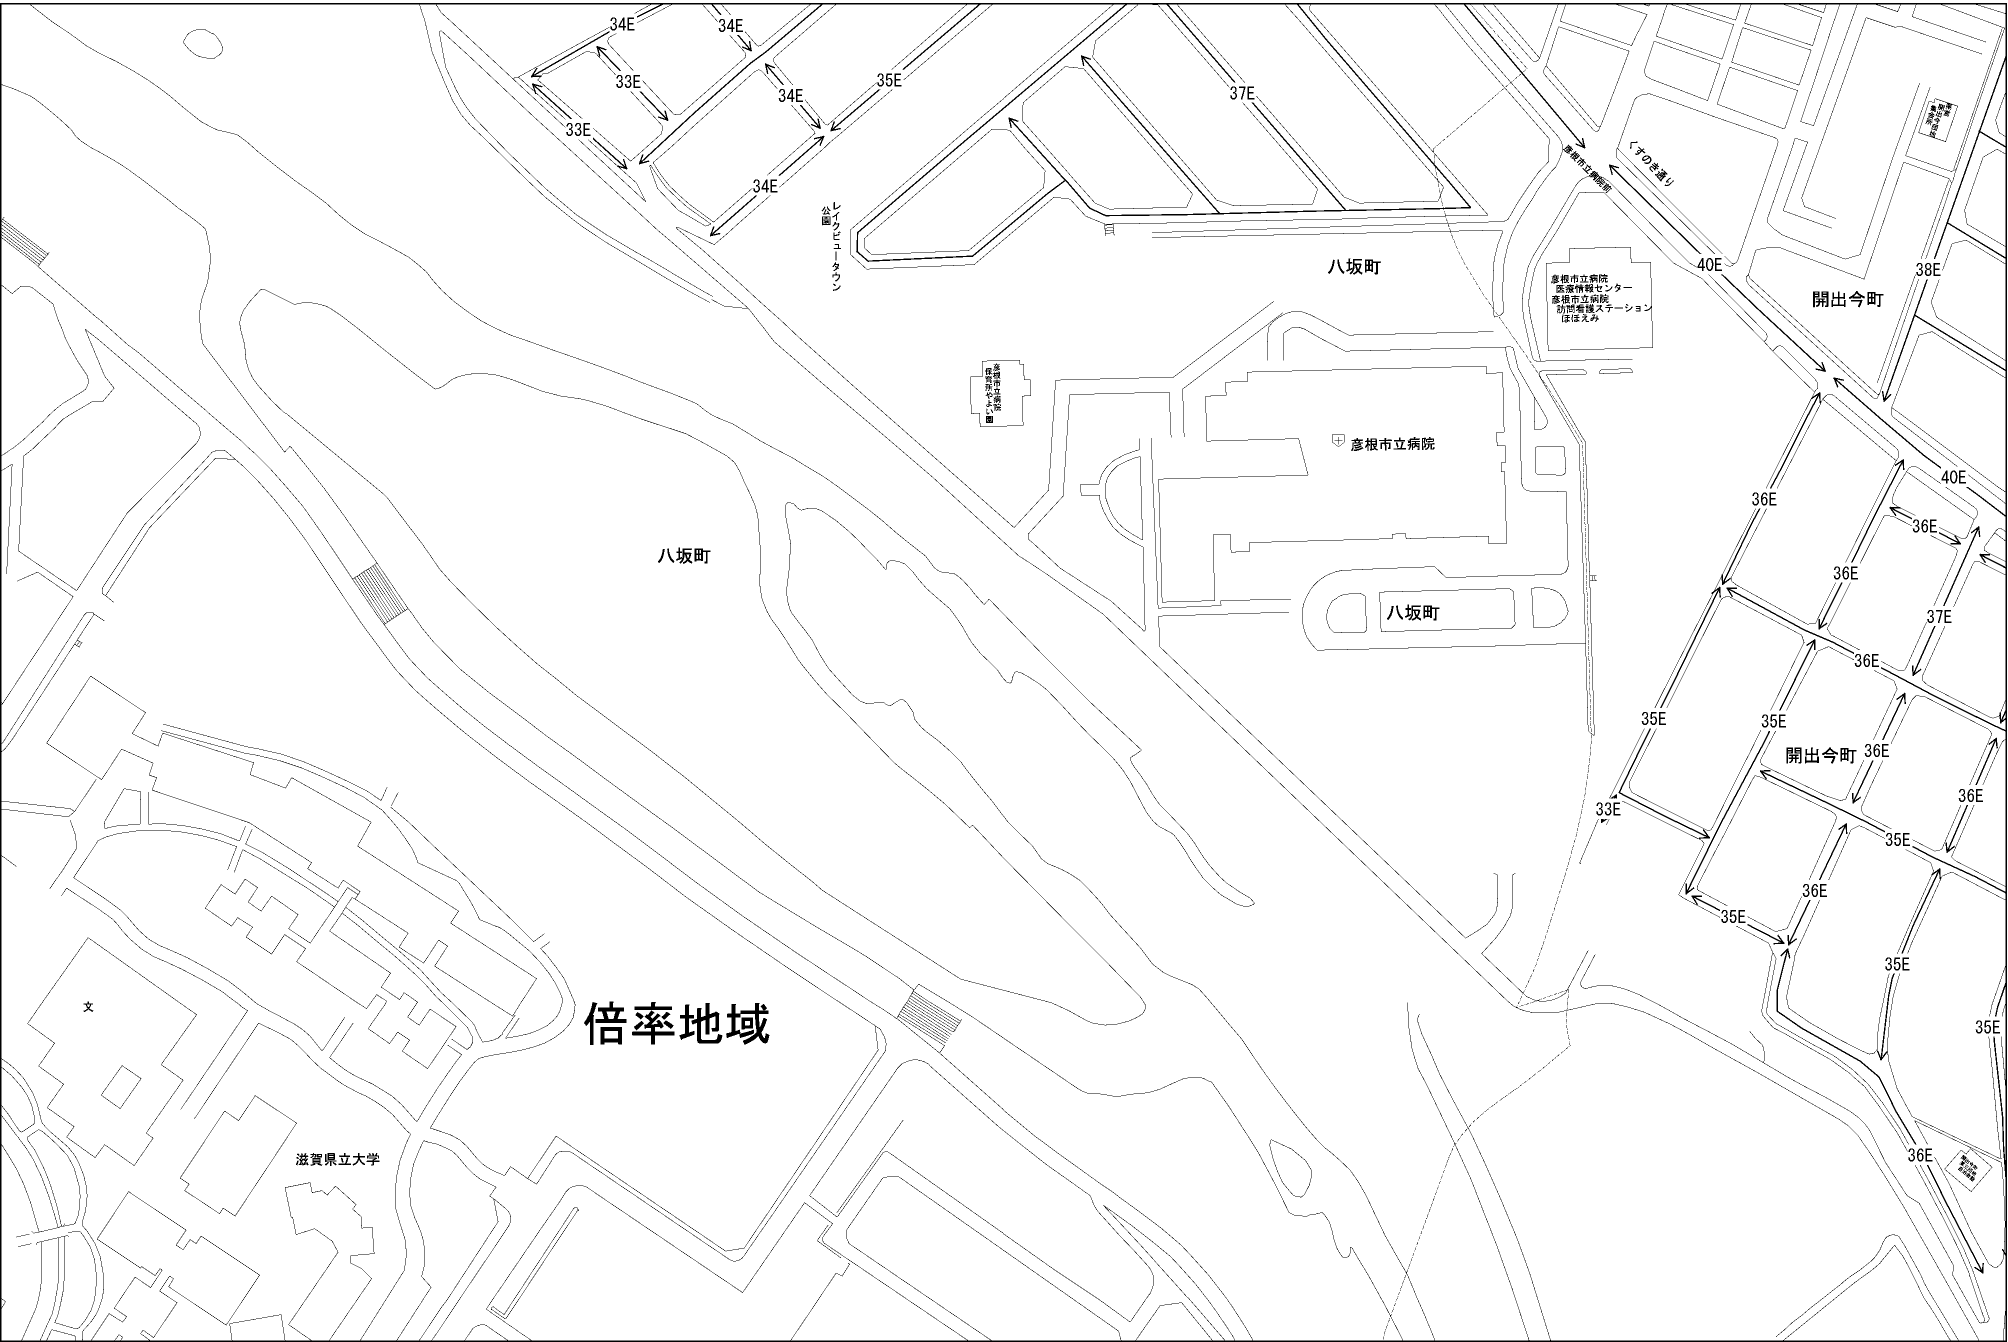 34E
34E
33E
34E
35E
33E
34E
37E
レイクビュータウン
公園
くすのき通り
彦根市立病院前
八坂町
40E
38E
開出今町
彦根市立病院
医療情報センター
彦根市立病院
訪問看護ステーション
ほほえみ
彦根市立病院
保育所やよい園
彦根市立病院
八坂町
八坂町
36E
40E
36E
36E
37E
36E
35E
35E
36E
開出今町
36E
33E
35E
36E
35E
35E
35E
36E
文
倍率地域
滋賀県立大学
36E